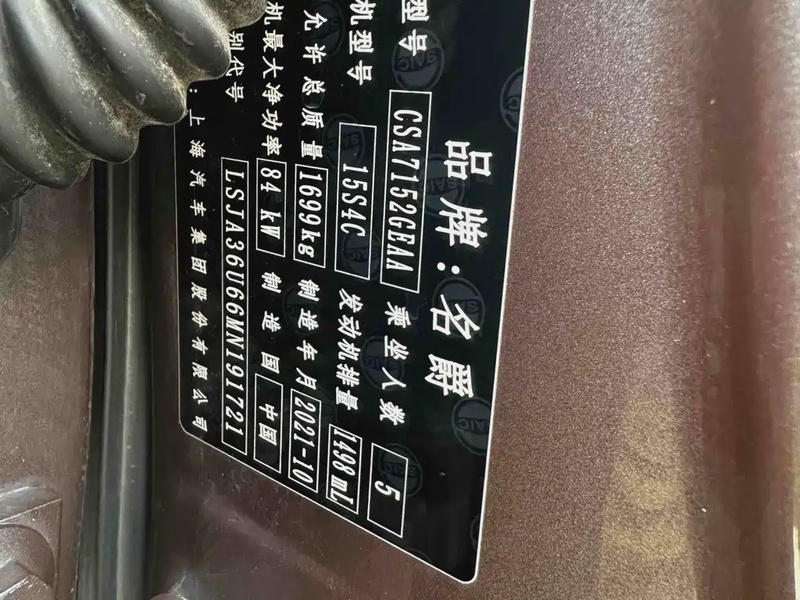 品牌：名爵
型号 CSA7152GEAA 乘坐人数 5
机型号 15S4C 发动机排量 1498 mL
允许总质量 1699kg 制造年月 2021-10
机最大净功率 84 kW 制造国 中国
别代号 LSJA36U66MN191721
上海汽车集团股份有限公司